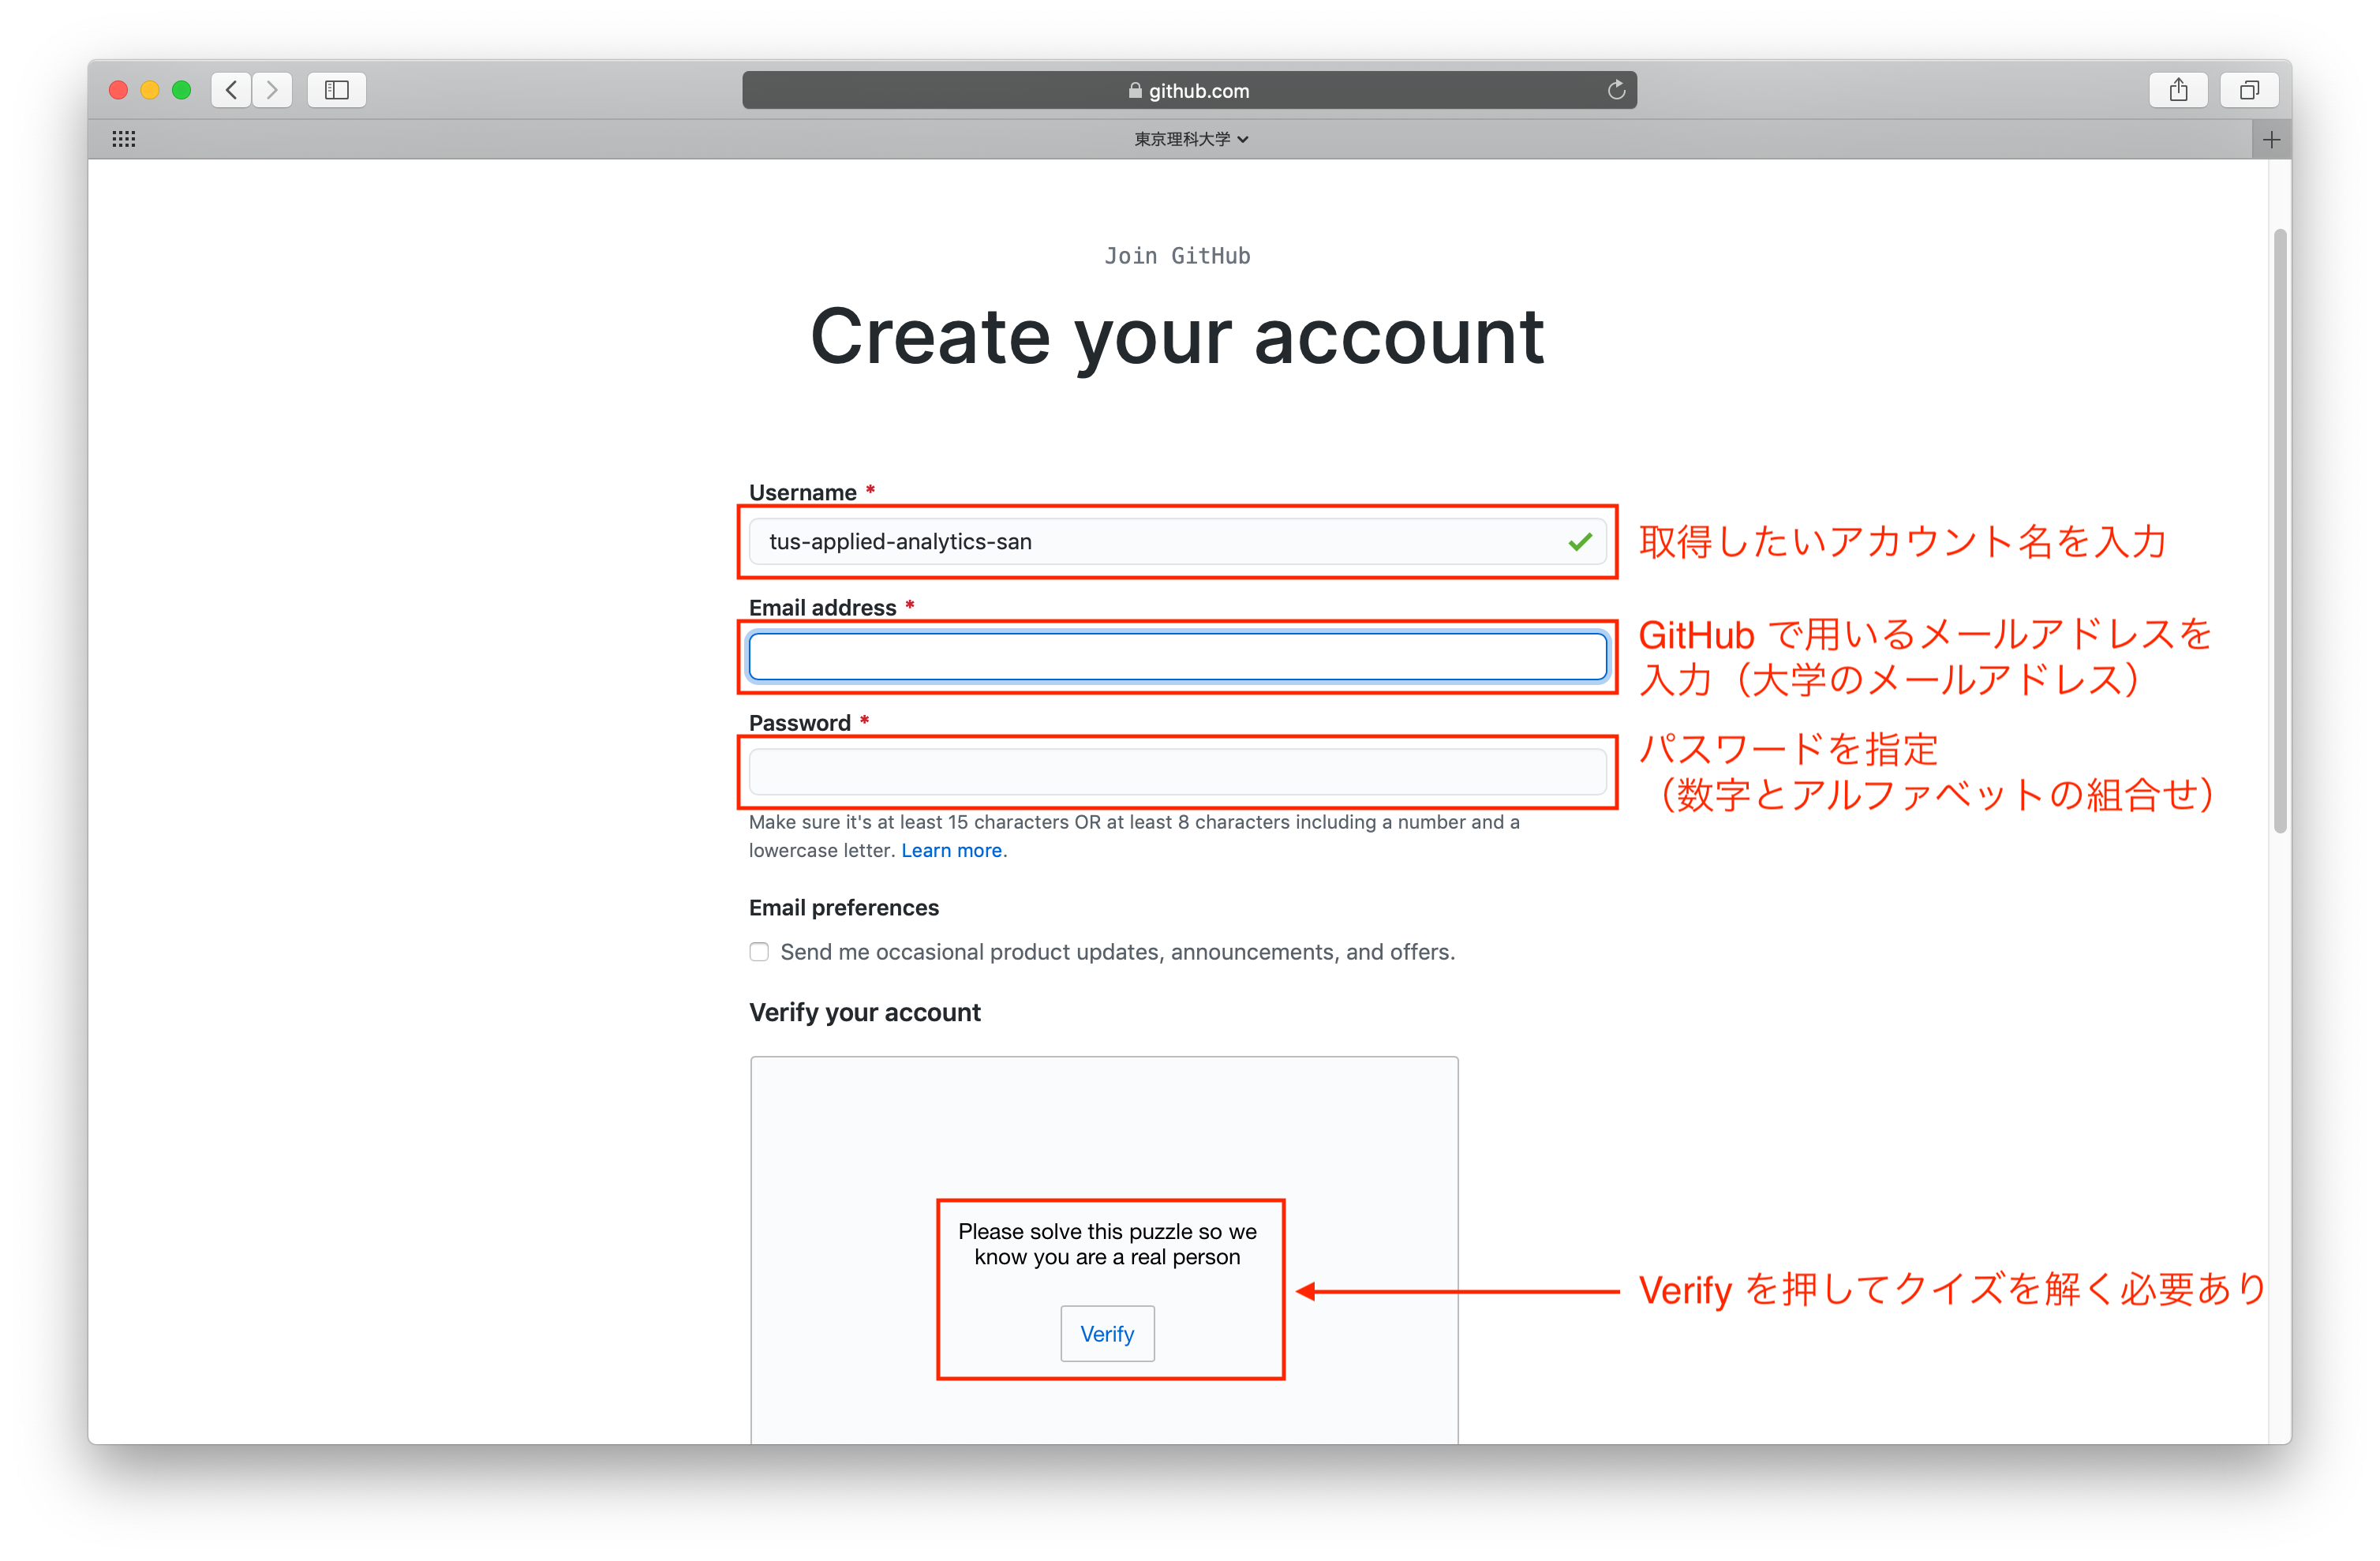 github.com
東京理科大学
Join GitHub
Create your account
Username *
tus-applied-analytics-san
取得したいアカウント名を入力
Email address *
GitHub で用いるメールアドレスを
入力（大学のメールアドレス）
Password *
パスワードを指定
（数字とアルファベットの組合せ）
Make sure it's at least 15 characters OR at least 8 characters including a number and a
lowercase letter. Learn more.
Email preferences
Send me occasional product updates, announcements, and offers.
Verify your account
Please solve this puzzle so we
know you are a real person
Verify
Verify を押してクイズを解く必要あり